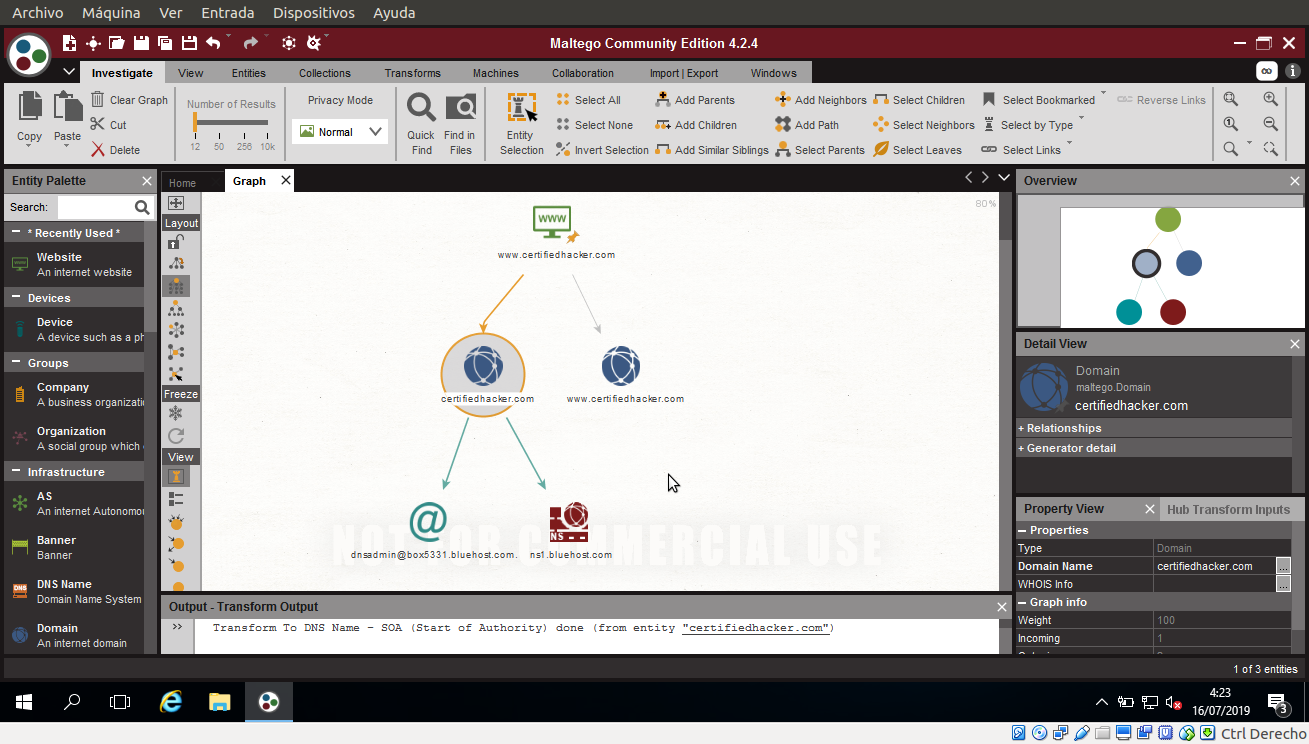 Archivo Máquina Ver Entrada Dispositivos Ayuda
Maltego Community Edition 4.2.4
Investigate View Entities Collections Transforms Machines Collaboration Import | Export Windows
Copy
Paste
Clear Graph
Cut
Delete
Number of Results
12 50 256 10k
Privacy Mode
Normal
Quick Find
Find in Files
Entity Selection
Select All
Select None
Invert Selection
Add Parents
Add Children
Add Similar Siblings
Add Neighbors
Add Path
Select Parents
Select Children
Select Neighbors
Select Leaves
Select Bookmarked
Select by Type
Select Links
Reverse Links
Entity Palette
Search:
* Recently Used *
Website
An internet website
Devices
Device
A device such as a ph
Groups
Company
A business organizati
Organization
A social group which
Infrastructure
AS
An internet Autonomo
Banner
Banner
DNS
DNS Name
Domain Name System
Domain
An internet domain
Home
Graph
Layout
Freeze
View
80%
WWW
www.certifiedhacker.com
certifiedhacker.com
www.certifiedhacker.com
@
NS
dnsadmin@box5331.bluehost.com.
ns1.bluehost.com
NOT FOR COMMERCIAL USE
Output - Transform Output
>> Transform To DNS Name - SOA (Start of Authority) done (from entity "certifiedhacker.com")
Overview
Detail View
Domain
maltego.Domain
certifiedhacker.com
+ Relationships
+ Generator detail
Property View
Hub Transform Inputs
Properties
Type Domain
Domain Name certifiedhacker.com ...
WHOIS Info ...
Graph info
Weight 100
Incoming 1
1 of 3 entities
4:23
16/07/2019
3
Ctrl Derecho